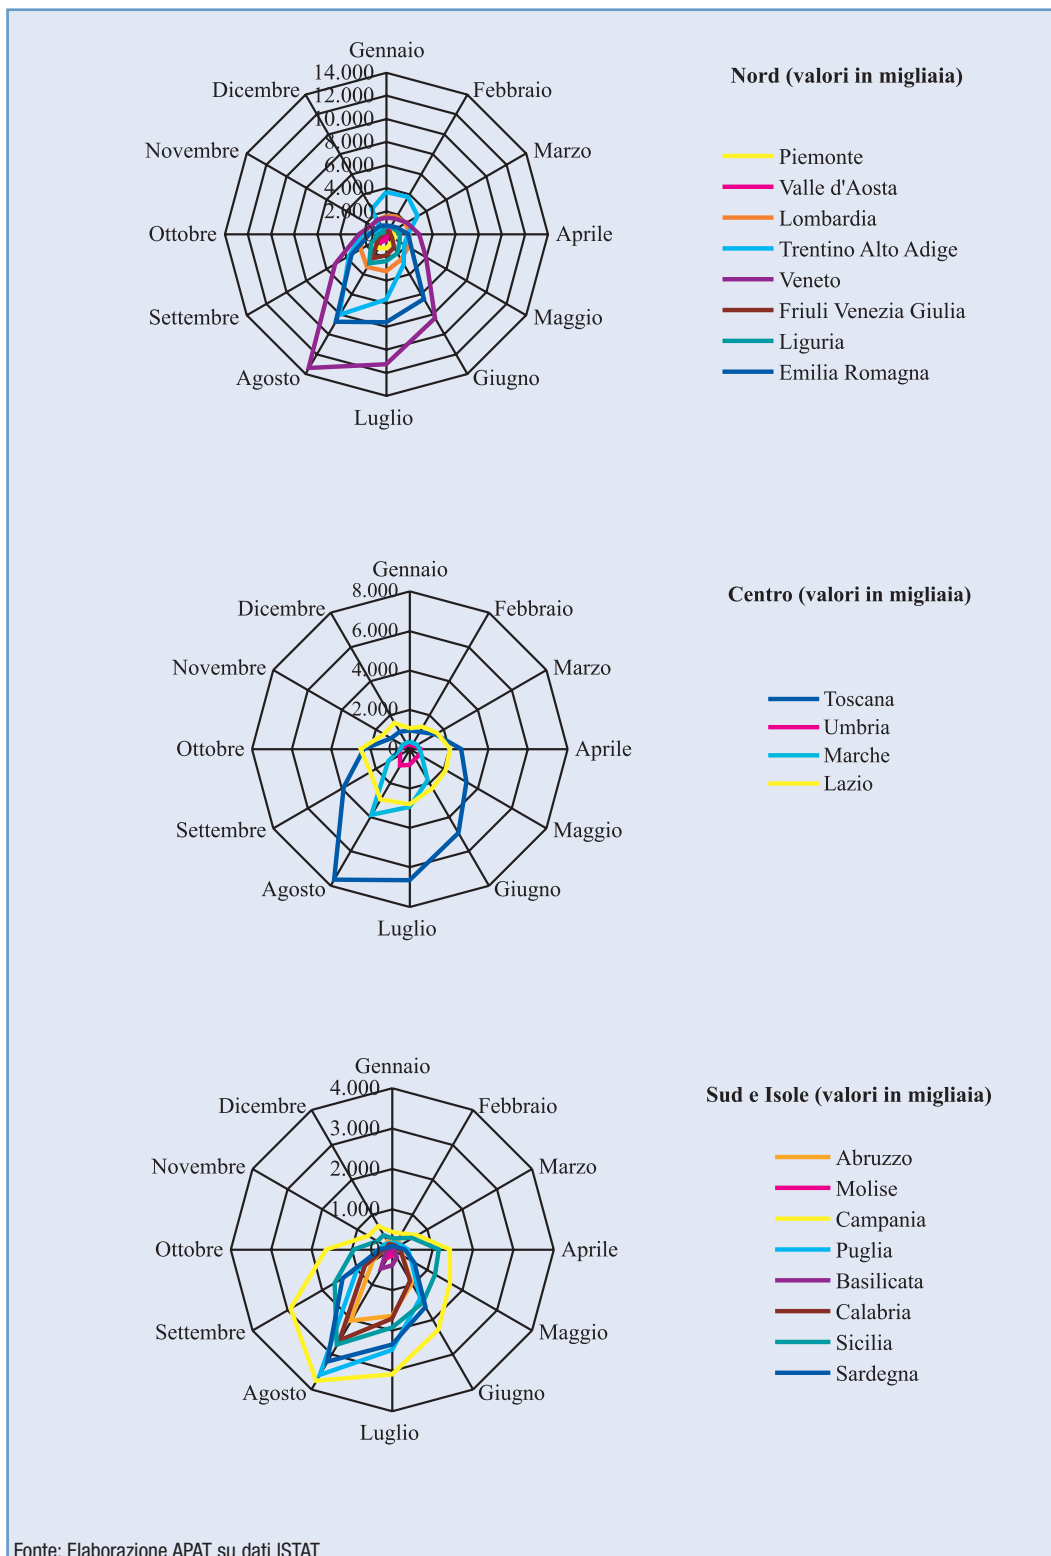 Gennaio
14.000
12.000
10.000
8.000
6.000
4.000
2.000
0
Febbraio
Marzo
Aprile
Maggio
Giugno
Luglio
Agosto
Settembre
Ottobre
Novembre
Dicembre
Nord (valori in migliaia)
Piemonte
Valle d'Aosta
Lombardia
Trentino Alto Adige
Veneto
Friuli Venezia Giulia
Liguria
Emilia Romagna
Gennaio
8.000
6.000
4.000
2.000
0
Febbraio
Marzo
Aprile
Maggio
Giugno
Luglio
Agosto
Settembre
Ottobre
Novembre
Dicembre
Centro (valori in migliaia)
Toscana
Umbria
Marche
Lazio
Gennaio
4.000
3.000
2.000
1.000
0
Febbraio
Marzo
Aprile
Maggio
Giugno
Luglio
Agosto
Settembre
Ottobre
Novembre
Dicembre
Sud e Isole (valori in migliaia)
Abruzzo
Molise
Campania
Puglia
Basilicata
Calabria
Sicilia
Sardegna
Fonte: Elaborazione APAT su dati ISTAT